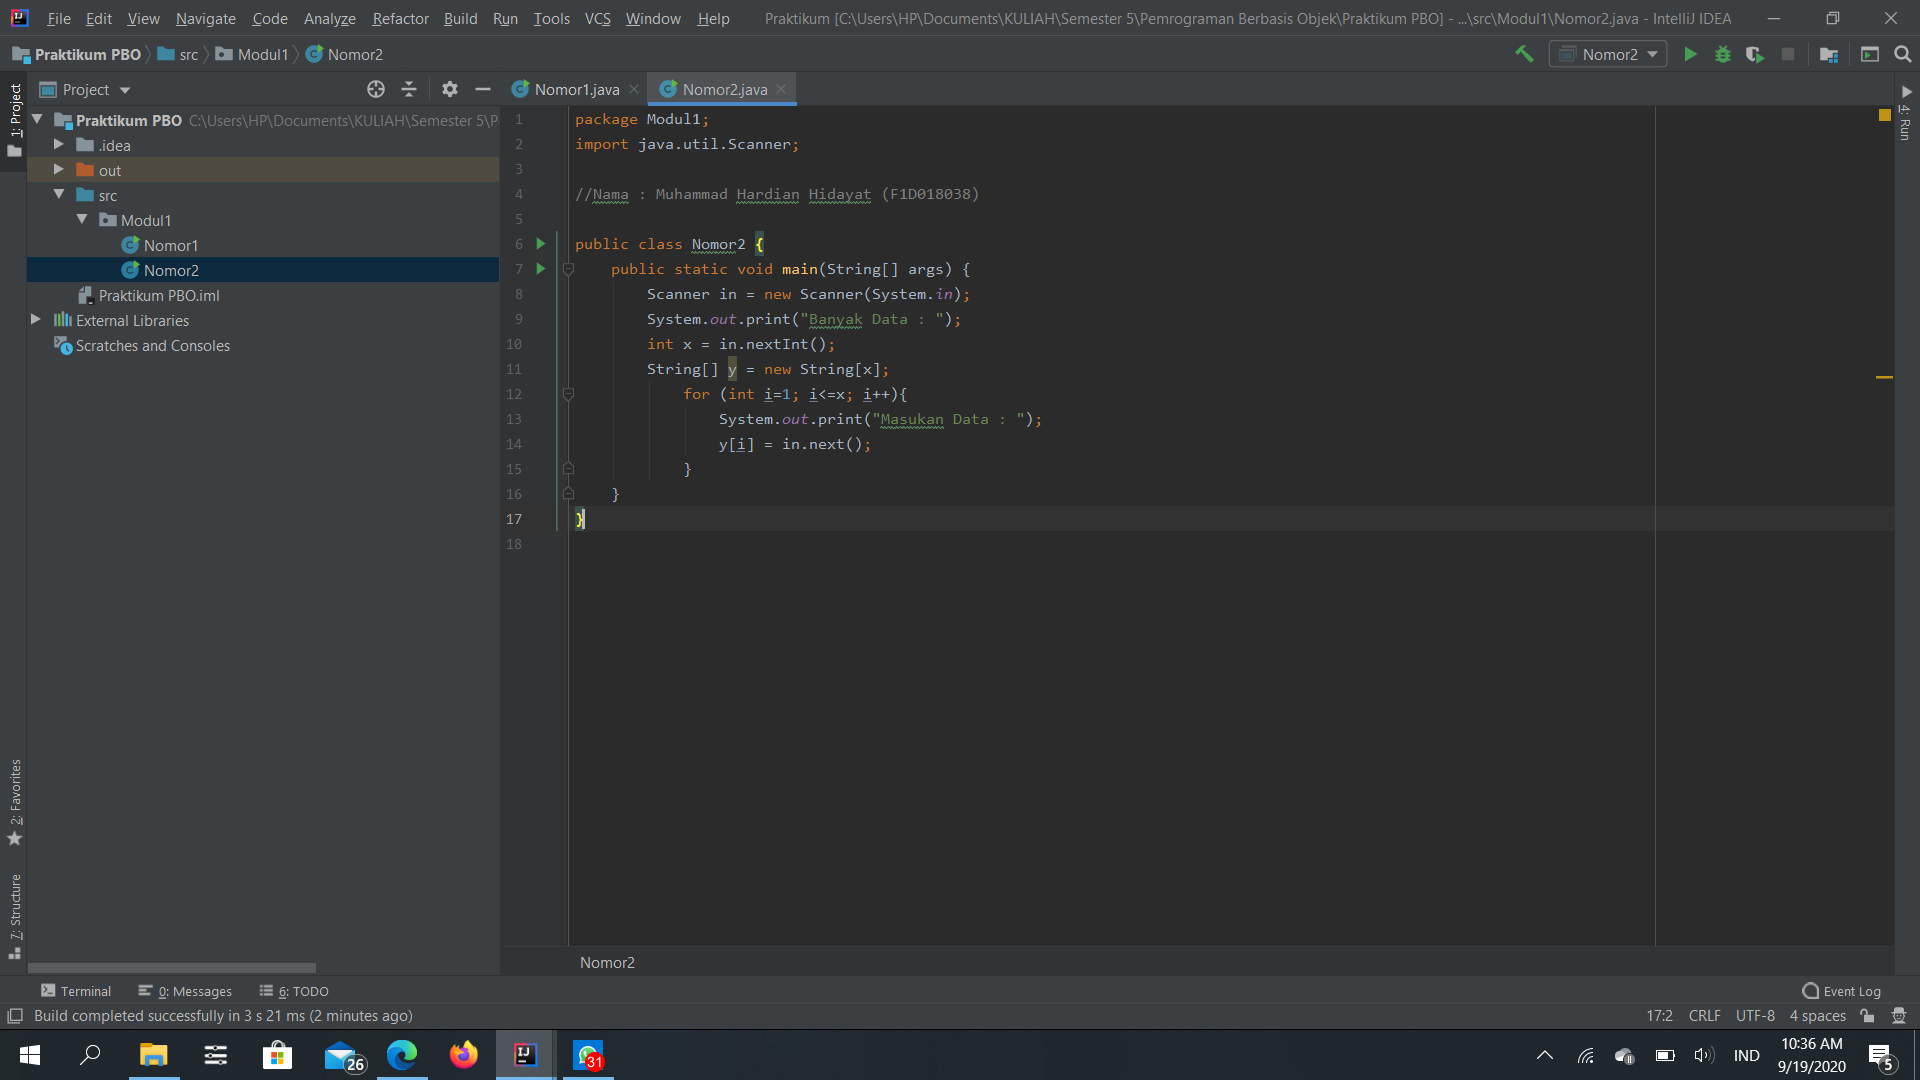 File Edit View Navigate Code Analyze Refactor Build Run Tools VCS Window Help Praktikum [C:\Users\HP\Documents\KULIAH\Semester 5\Pemrograman Berbasis Objek\Praktikum PBO] - ...\src\Modul1\Nomor2.java - IntelliJ IDEA
Praktikum PBO src Modul1 Nomor2 Nomor2
Project Nomor1.java Nomor2.java
1: Project
4: Run
Praktikum PBO C:\Users\HP\Documents\KULIAH\Semester 5\P
.idea
out
src
Modul1
Nomor1
Nomor2
Praktikum PBO.iml
External Libraries
Scratches and Consoles
2: Favorites
7: Structure
1 package Modul1;
2 import java.util.Scanner;
3
4 //Nama : Muhammad Hardian Hidayat (F1D018038)
5
6 public class Nomor2 {
7 public static void main(String[] args) {
8 Scanner in = new Scanner(System.in);
9 System.out.print("Banyak Data : ");
10 int x = in.nextInt();
11 String[] y = new String[x];
12 for (int i=1; i<=x; i++){
13 System.out.print("Masukan Data : ");
14 y[i] = in.next();
15 }
16 }
17 }
18
Nomor2
Terminal 0: Messages 6: TODO Event Log
Build completed successfully in 3 s 21 ms (2 minutes ago) 17:2 CRLF UTF-8 4 spaces
26 31 IND 10:36 AM
9/19/2020 5